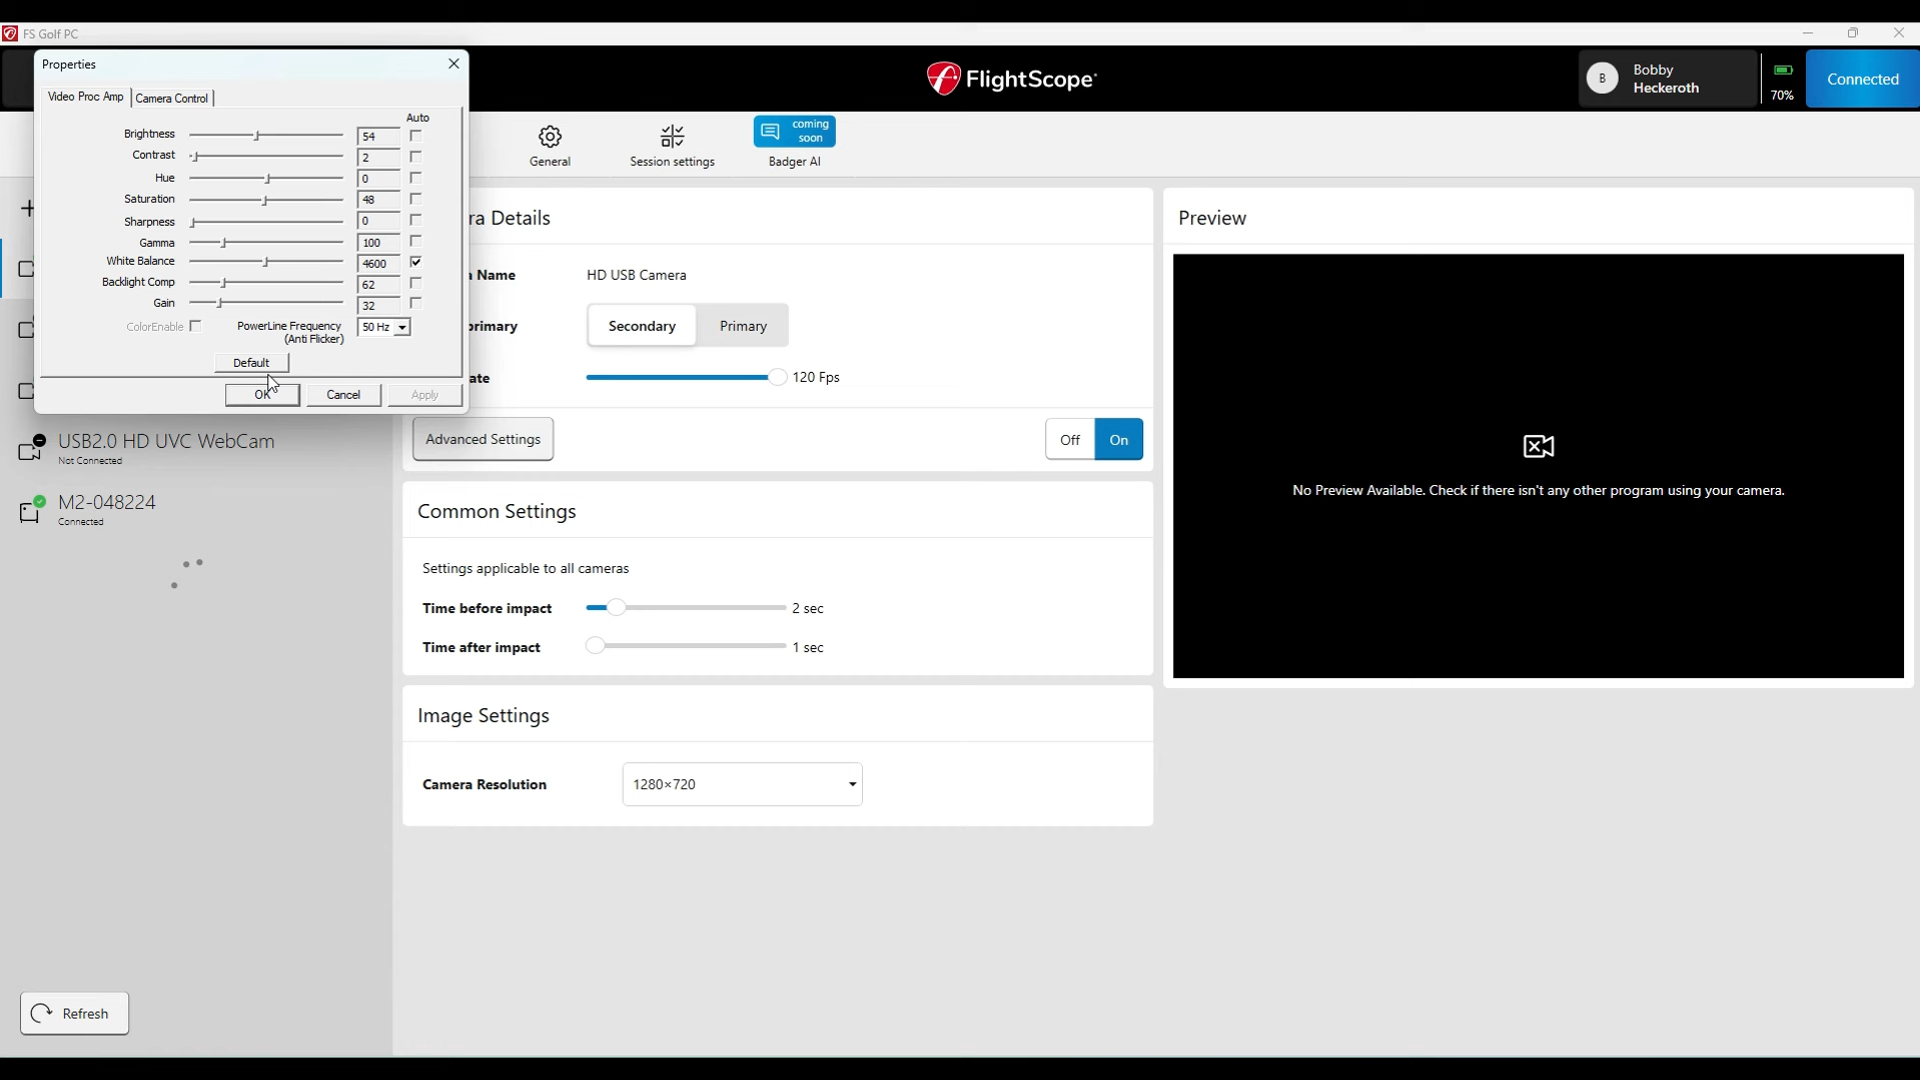 FS Golf PC
Properties
Video Proc Amp
Camera Control
Auto
Brightness 54
Contrast 2
Hue 0
Saturation 48
Sharpness 0
Gamma 100
White Balance 4600
Backlight Comp 62
Gain 32
ColorEnable
PowerLine Frequency 50 Hz
(Anti Flicker)
Default
OK
Cancel
Apply
FlightScope
B
Bobby
Heckeroth
70%
Connected
General
Session settings
coming
soon
Badger AI
ra Details
Name HD USB Camera
primary Secondary Primary
ate 120 Fps
Advanced Settings
Off On
USB2.0 HD UVC WebCam
Not Connected
M2-048224
Connected
Refresh
Common Settings
Settings applicable to all cameras
Time before impact 2 sec
Time after impact 1 sec
Image Settings
Camera Resolution 1280×720
Preview
No Preview Available. Check if there isn't any other program using your camera.